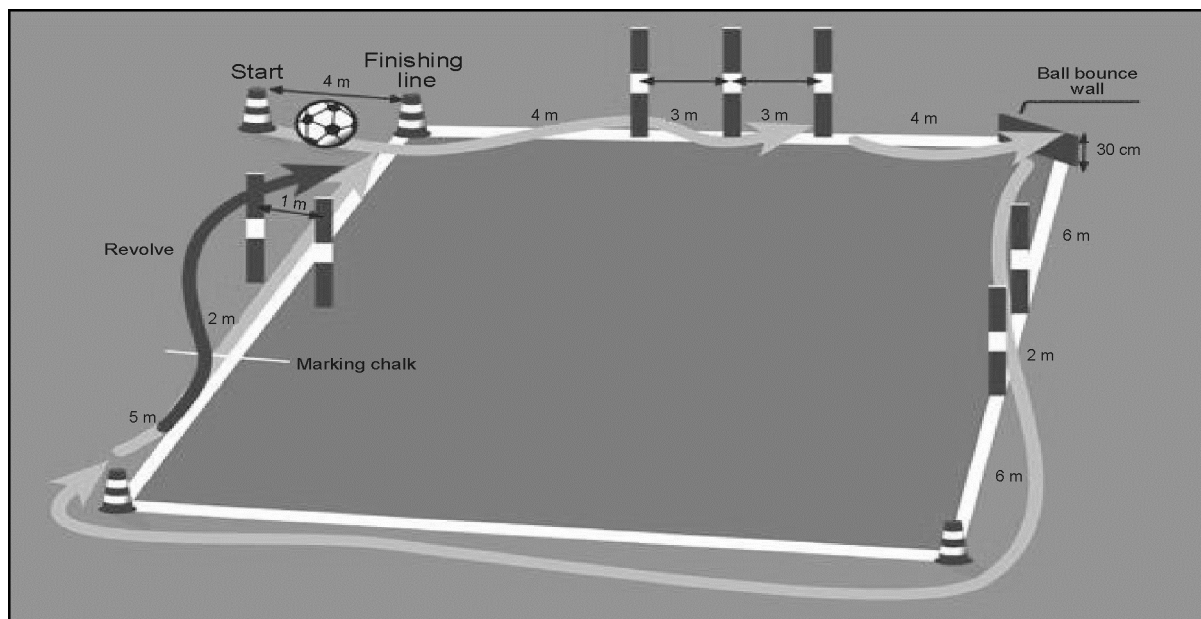 Start
4 m
Finishing
line
4 m
3 m
3 m
4 m
Ball bounce
wall
30 cm
1 m
Revolve
6 m
2 m
Marking chalk
2 m
5 m
6 m